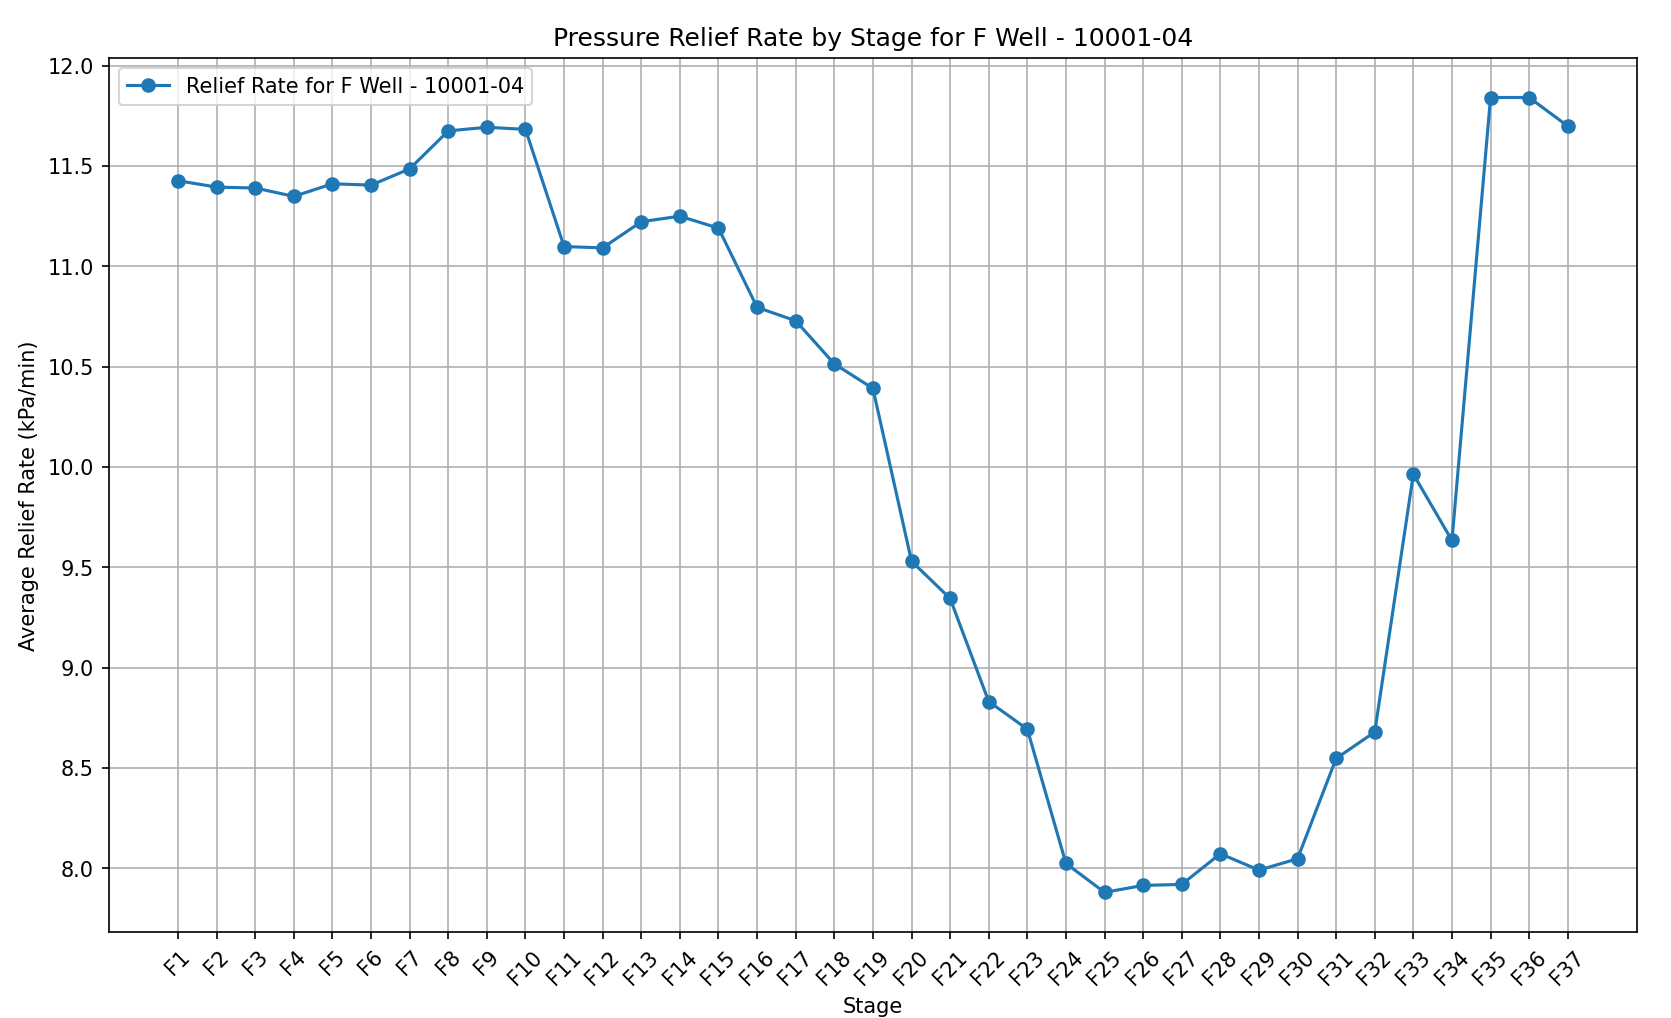 Pressure Relief Rate by Stage for F Well - 10001-04
Relief Rate for F Well - 10001-04
Average Relief Rate (kPa/min)
12.0
11.5
11.0
10.5
10.0
9.5
9.0
8.5
8.0
F1 F2 F3 F4 F5 F6 F7 F8 F9 F10 F11 F12 F13 F14 F15 F16 F17 F18 F19 F20 F21 F22 F23 F24 F25 F26 F27 F28 F29 F30 F31 F32 F33 F34 F35 F36 F37
Stage